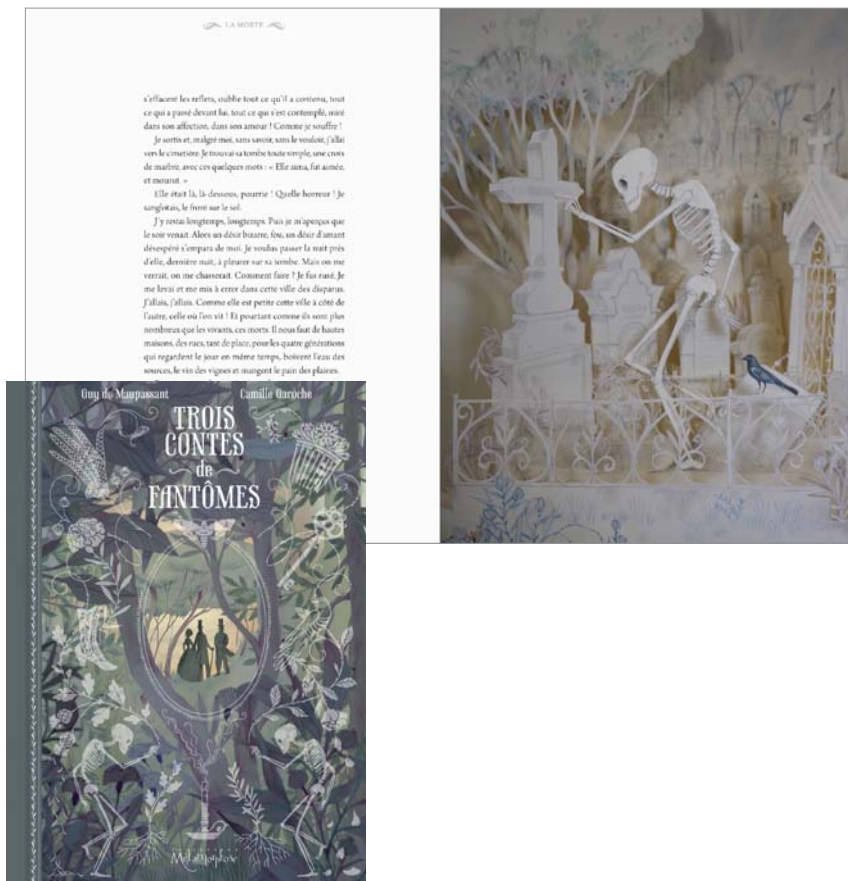 LA MORTE
s'effacent les reflets, oublie tout ce qu'il a contenu, tout
ce qui a passé devant lui, tout ce qui s'est contemplé, miré
dans son affection, dans son amour ! Comme je souffre !
Je sortis et, malgré moi, sans savoir, sans le vouloir, j'allai
vers le cimetière. Je trouvai sa tombe toute simple, une croix
de marbre, avec ces quelques mots : « Elle aima, fut aimée,
et mourut. »
Elle était là, là-dessous, pourrie ! Quelle horreur ! Je
sanglotais, le front sur le sol.
J'y restai longtemps, longtemps. Puis je m'aperçus que
le soir venait. Alors un désir bizarre, fou, un désir d'amant
désespéré s'empara de moi. Je voulus passer la nuit près
d'elle, dernière nuit, à pleurer sur sa tombe. Mais on me
verrait, on me chasserait. Comment faire ? Je fus rusé. Je
me levai et me mis à errer dans cette ville des disparus.
J'allais, j'allais. Comme elle est petite cette ville à côté de
l'autre, celle où l'on vit ! Et pourtant comme ils sont plus
nombreux que les vivants, ces morts. Il nous faut de hautes
maisons, des rues, tant de place, pour les quatre générations
qui regardent le jour en même temps, boivent l'eau des
sources, le vin des vignes et mangent le pain des plaines.
Guy de Maupassant Camille Garoche
TROIS
CONTES
de
FANTÔMES
Métamorphose